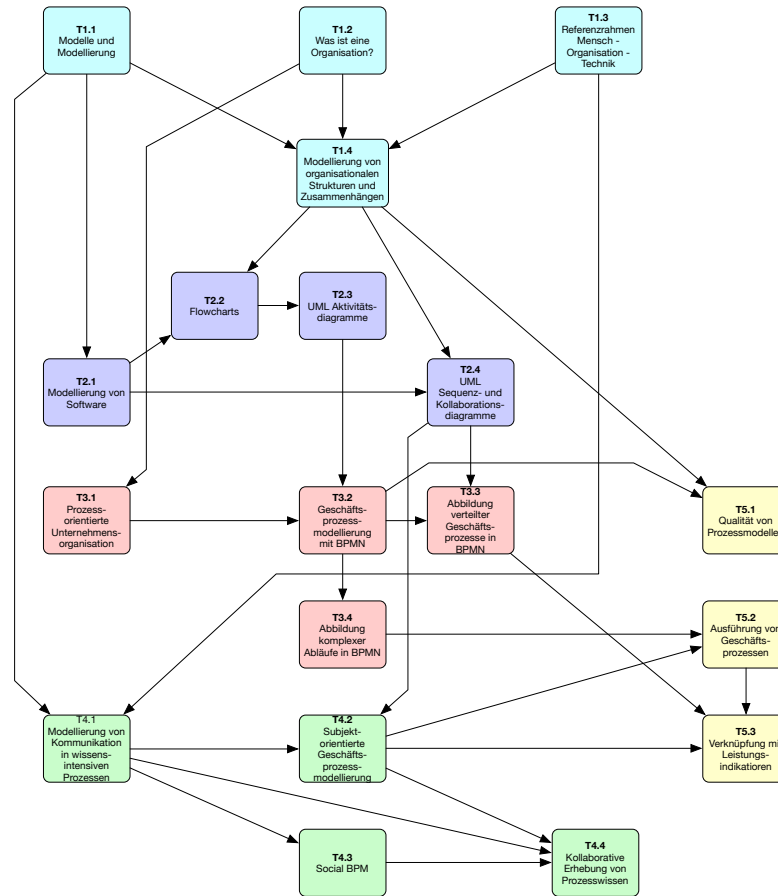 T1.1
Modelle und
Modellierung
T1.2
Was ist eine
Organisation?
T1.3
Referenzrahmen
Mensch -
Organisation -
Technik
T1.4
Modellierung von
organisationalen
Strukturen und
Zusammenhängen
T2.2
Flowcharts
T2.3
UML Aktivitäts-
diagramme
T2.1
Modellierung von
Software
T2.4
UML
Sequenz- und
Kollaborations-
diagramme
T3.1
Prozess-
orientierte
Unternehmens-
organisation
T3.2
Geschäfts-
prozess-
modellierung
mit BPMN
T3.3
Abbildung
verteilter
Geschäfts-
prozesse in
BPMN
T5.1
Qualität von
Prozessmodelle
T3.4
Abbildung
komplexer
Abläufe in BPMN
T5.2
Ausführung von
Geschäfts-
prozessen
T4.1
Modellierung von
Kommunikation
in wissens-
intensiven
Prozessen
T4.2
Subjekt-
orientierte
Geschäfts-
prozess-
modellierung
T5.3
Verknüpfung mit
Leistungs-
indikatioren
T4.3
Social BPM
T4.4
Kollaborative
Erhebung von
Prozesswissen